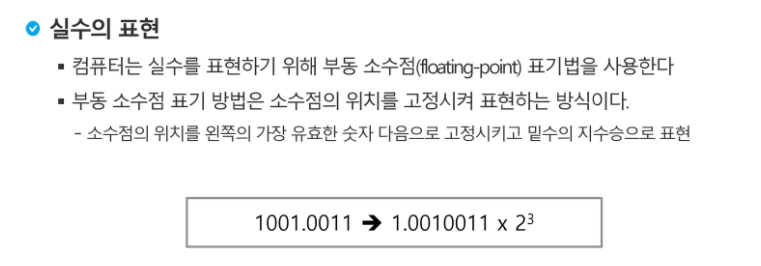 실수의 표현
▪ 컴퓨터는 실수를 표현하기 위해 부동 소수점(floating-point) 표기법을 사용한다
▪ 부동 소수점 표기 방법은 소수점의 위치를 고정시켜 표현하는 방식이다.
- 소수점의 위치를 왼쪽의 가장 유효한 숫자 다음으로 고정시키고 밑수의 지수승으로 표현
1001.0011 ➔ 1.0010011 x 2³